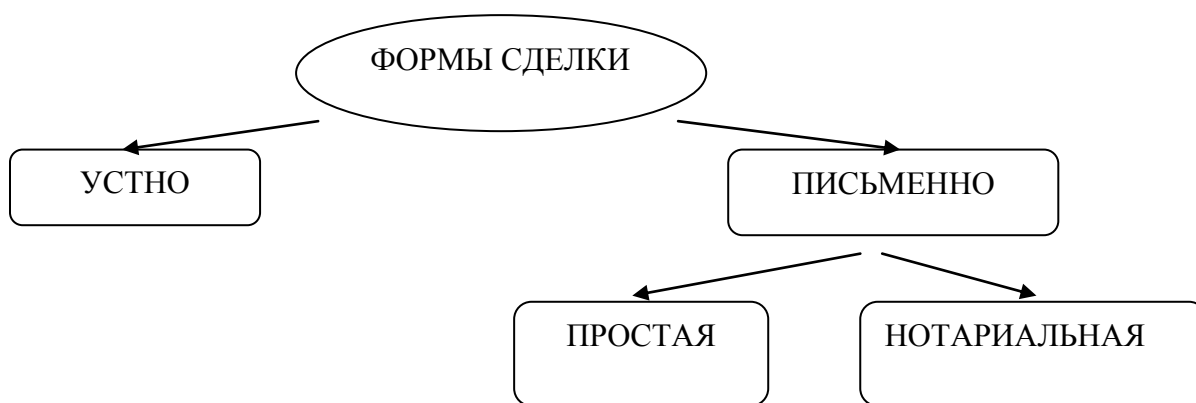 ФОРМЫ СДЕЛКИ
УСТНО
ПИСЬМЕННО
ПРОСТАЯ
НОТАРИАЛЬНАЯ